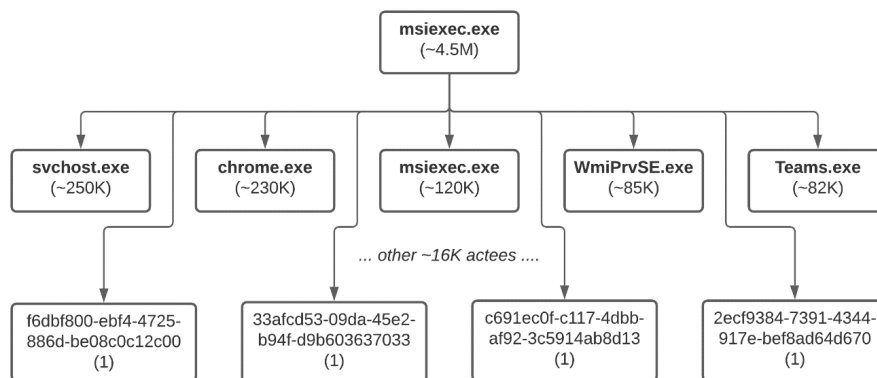 msiexec.exe
(~4.5M)
svchost.exe
(~250K)
chrome.exe
(~230K)
msiexec.exe
(~120K)
WmiPrvSE.exe
(~85K)
Teams.exe
(~82K)
... other ~16K actees ....
f6dbf800-ebf4-4725-
886d-be08c0c12c00
(1)
33afcd53-09da-45e2-
b94f-d9b603637033
(1)
c691ec0f-c117-4dbb-
af92-3c5914ab8d13
(1)
2ecf9384-7391-4344-
917e-bef8ad64d670
(1)